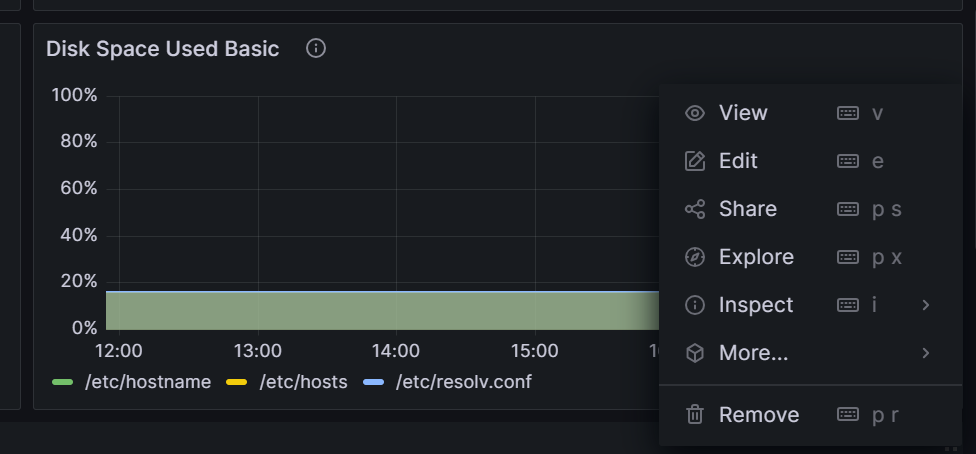 Disk Space Used Basic
100%
80%
60%
40%
20%
0%
12:00 13:00 14:00 15:00
/etc/hostname /etc/hosts /etc/resolv.conf
View v
Edit e
Share p s
Explore p x
Inspect i
More...
Remove p r